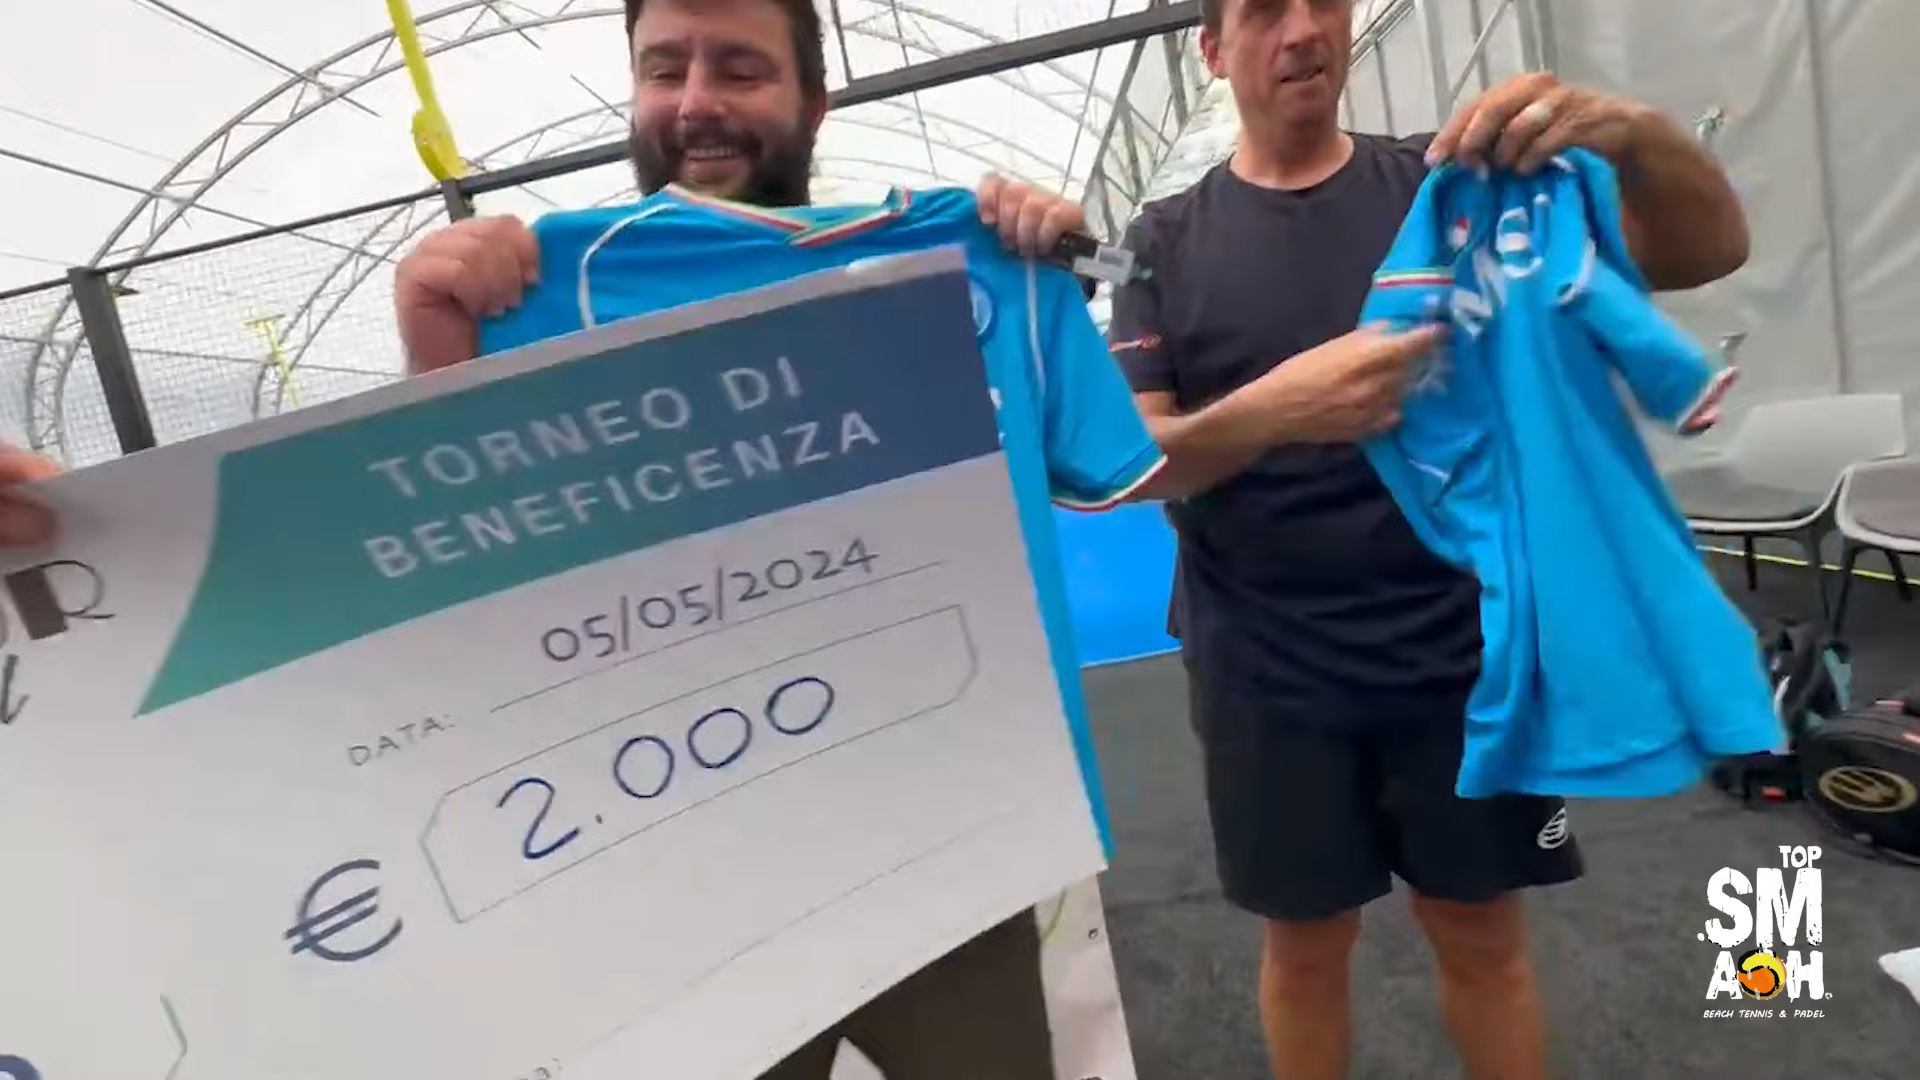 TORNEO DI
BENEFICENZA
DATA: 05/05/2024
€ 2.000
TOP
SM
ASH
BEACH TENNIS & PADEL